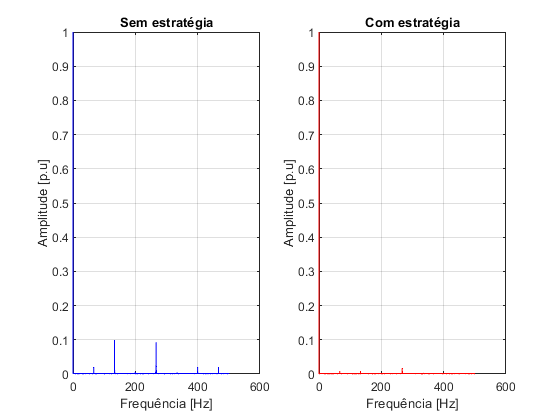 Sem estratégia
1
0.9
0.8
0.7
0.6
0.5
0.4
0.3
0.2
0.1
0
0 200 400 600
Frequência [Hz]
Amplitude [p.u]
Com estratégia
1
0.9
0.8
0.7
0.6
0.5
0.4
0.3
0.2
0.1
0
0 200 400 600
Frequência [Hz]
Amplitude [p.u]